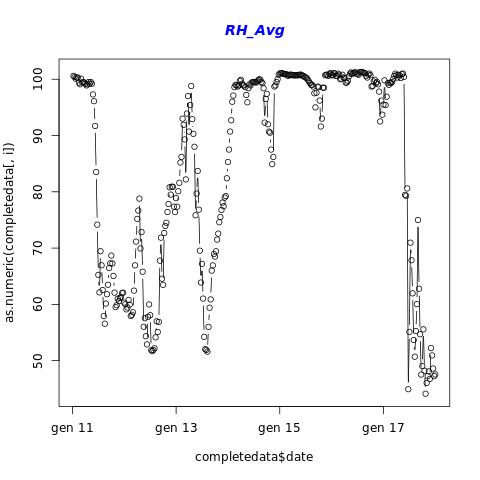 RH_Avg
as.numeric(completedata[, i])
100
90
80
70
60
50
gen 11
gen 13
gen 15
gen 17
completedata$date